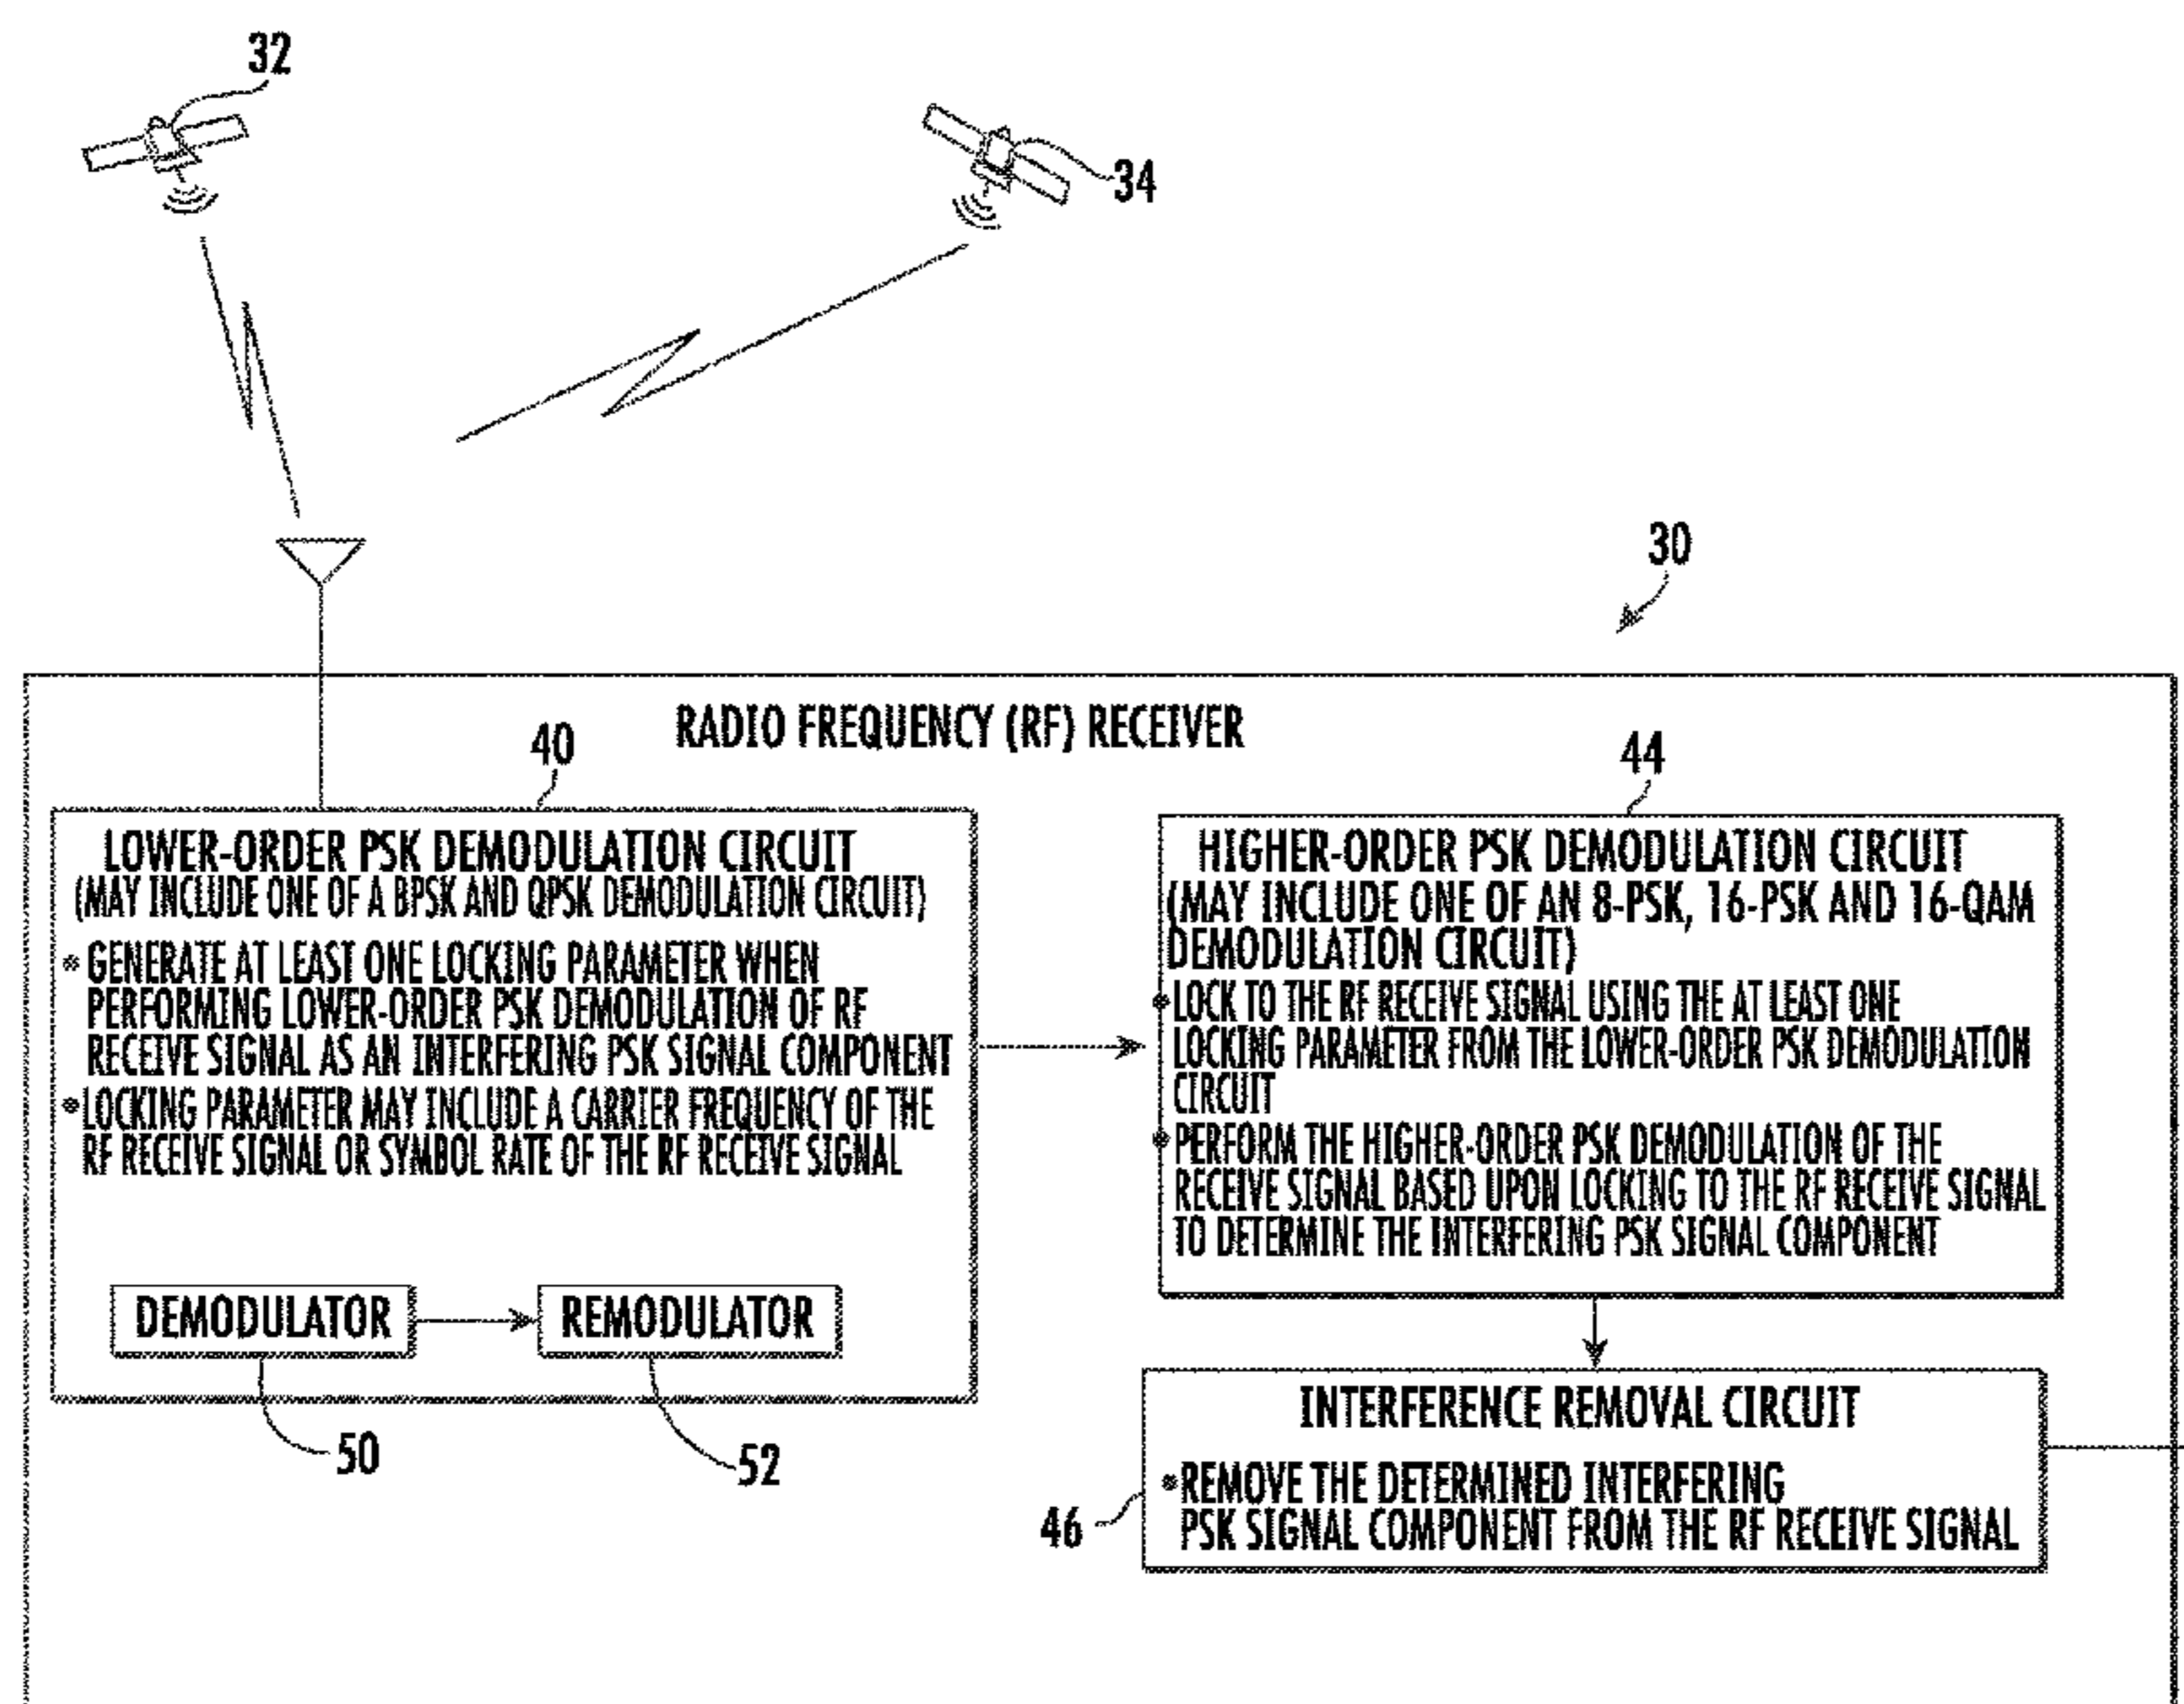 32
34
30
RADIO FREQUENCY (RF) RECEIVER
40
LOWER-ORDER PSK DEMODULATION CIRCUIT
(MAY INCLUDE ONE OF A BPSK AND QPSK DEMODULATION CIRCUIT)
• GENERATE AT LEAST ONE LOCKING PARAMETER WHEN
PERFORMING LOWER-ORDER PSK DEMODULATION OF RF
RECEIVE SIGNAL AS AN INTERFERING PSK SIGNAL COMPONENT
• LOCKING PARAMETER MAY INCLUDE A CARRIER FREQUENCY OF THE
RF RECEIVE SIGNAL OR SYMBOL RATE OF THE RF RECEIVE SIGNAL
DEMODULATOR
REMODULATOR
50
52
44
HIGHER-ORDER PSK DEMODULATION CIRCUIT
(MAY INCLUDE ONE OF AN 8-PSK, 16-PSK AND 16-QAM
DEMODULATION CIRCUIT)
• LOCK TO THE RF RECEIVE SIGNAL USING THE AT LEAST ONE
LOCKING PARAMETER FROM THE LOWER-ORDER PSK DEMODULATION
CIRCUIT
• PERFORM THE HIGHER-ORDER PSK DEMODULATION OF THE
RECEIVE SIGNAL BASED UPON LOCKING TO THE RF RECEIVE SIGNAL
TO DETERMINE THE INTERFERING PSK SIGNAL COMPONENT
INTERFERENCE REMOVAL CIRCUIT
• REMOVE THE DETERMINED INTERFERING
PSK SIGNAL COMPONENT FROM THE RF RECEIVE SIGNAL
46